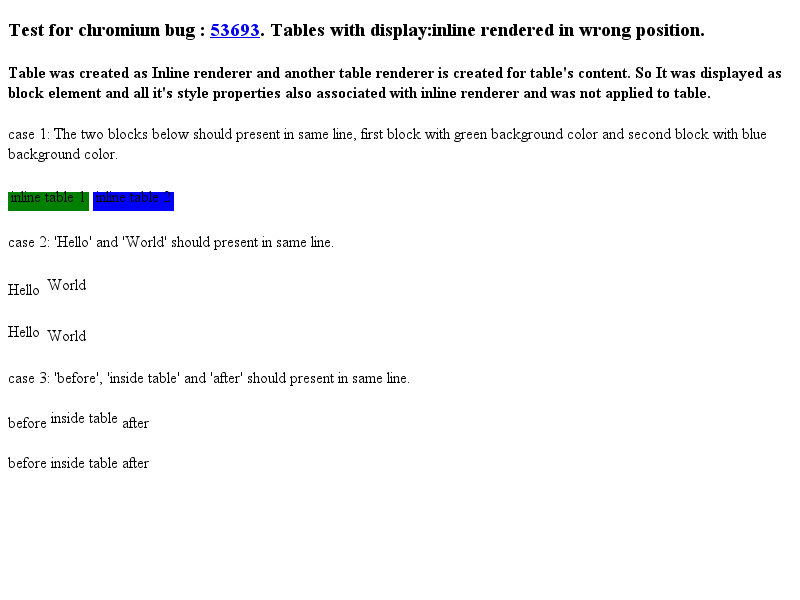 Test for chromium bug : 53693. Tables with display:inline rendered in wrong position.
Table was created as Inline renderer and another table renderer is created for table's content. So It was displayed as
block element and all it's style properties also associated with inline renderer and was not applied to table.
case 1: The two blocks below should present in same line, first block with green background color and second block with blue
background color.
inline table 1 inline table 2
case 2: 'Hello' and 'World' should present in same line.
Hello World
Hello World
case 3: 'before', 'inside table' and 'after' should present in same line.
before inside table after
before inside table after